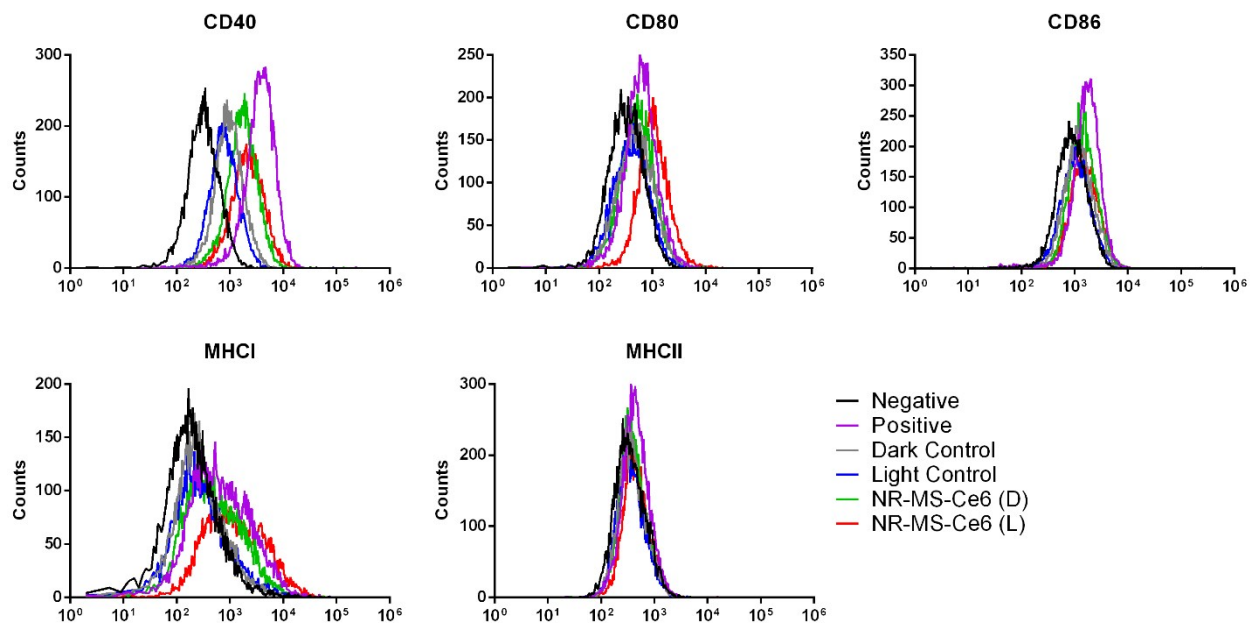 CD40
CD80
CD86
300
200
100
0
Counts
10⁰ 10¹ 10² 10³ 10⁴ 10⁵ 10⁶
250
200
150
100
50
0
Counts
10⁰ 10¹ 10² 10³ 10⁴ 10⁵ 10⁶
350
300
250
200
150
100
50
0
Counts
10⁰ 10¹ 10² 10³ 10⁴ 10⁵ 10⁶
MHCI
MHCII
200
150
100
50
0
Counts
10⁰ 10¹ 10² 10³ 10⁴ 10⁵ 10⁶
300
200
100
0
Counts
10⁰ 10¹ 10² 10³ 10⁴ 10⁵ 10⁶
Negative
Positive
Dark Control
Light Control
NR-MS-Ce6 (D)
NR-MS-Ce6 (L)